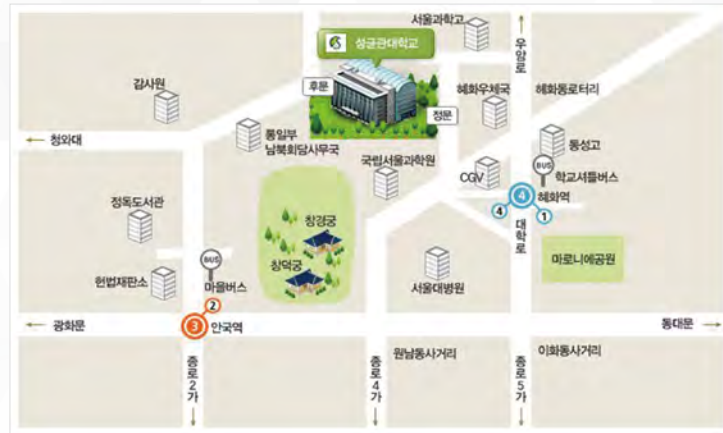 서울과학고
성균관대학교
우암로
감사원
후문
혜화우체국
혜화동로터리
정문
청와대
통일부
남북회담사무국
동성고
국립서울과학원
CGV
BUS
학교셔틀버스
4
혜화역
4
1
정독도서관
창경궁
대학로
마로니에공원
BUS
창덕궁
헌법재판소
마을버스
서울대병원
2
광화문
3
안국역
동대문
원남동사거리
이화동사거리
종로2가
종로4가
종로5가